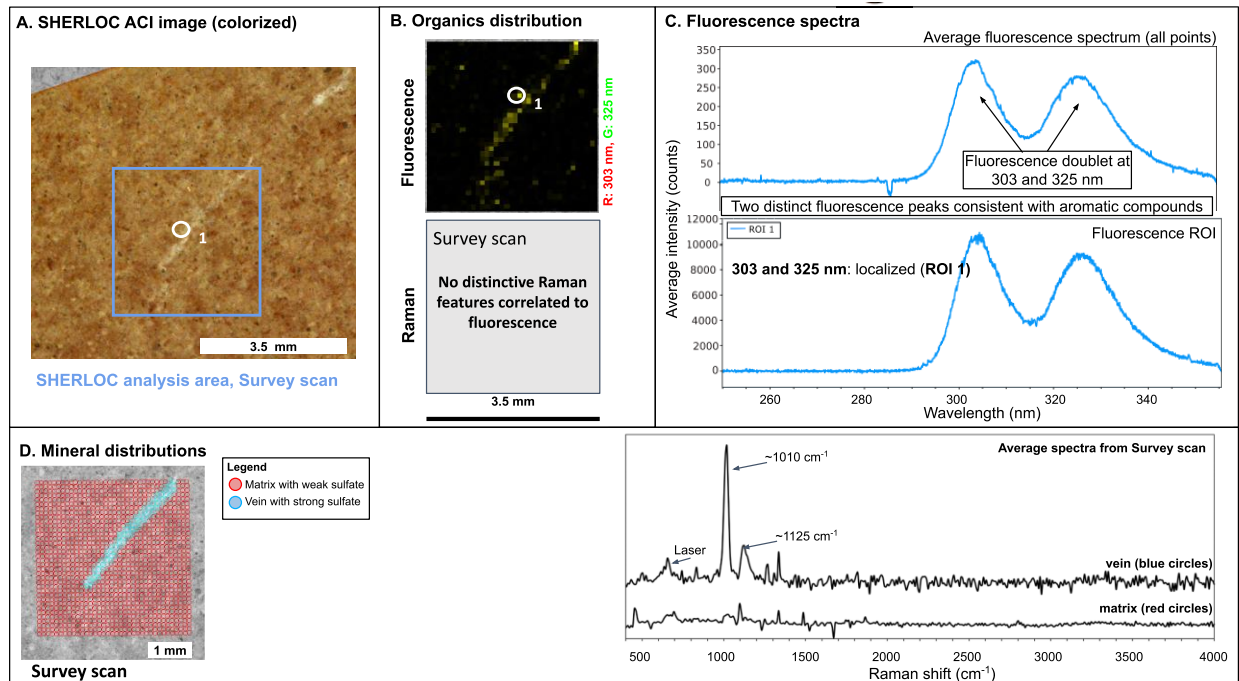 A. SHERLOC ACI image (colorized)
1
3.5 mm
SHERLOC analysis area, Survey scan
B. Organics distribution
Fluorescence
1
R: 303 nm, G: 325 nm
Raman
Survey scan
No distinctive Raman
features correlated to
fluorescence
3.5 mm
C. Fluorescence spectra
Average fluorescence spectrum (all points)
350
300
250
200
150
100
50
0
Fluorescence doublet at
303 and 325 nm
Two distinct fluorescence peaks consistent with aromatic compounds
Average intensity (counts)
12000
10000
8000
6000
4000
2000
0
ROI 1
Fluorescence ROI
303 and 325 nm: localized (ROI 1)
260 280 300 320 340
Wavelength (nm)
D. Mineral distributions
Legend
Matrix with weak sulfate
Vein with strong sulfate
1 mm
Survey scan
Average spectra from Survey scan
~1010 cm-1
~1125 cm-1
Laser
vein (blue circles)
matrix (red circles)
500 1000 1500 2000 2500 3000 3500 4000
Raman shift (cm-1)